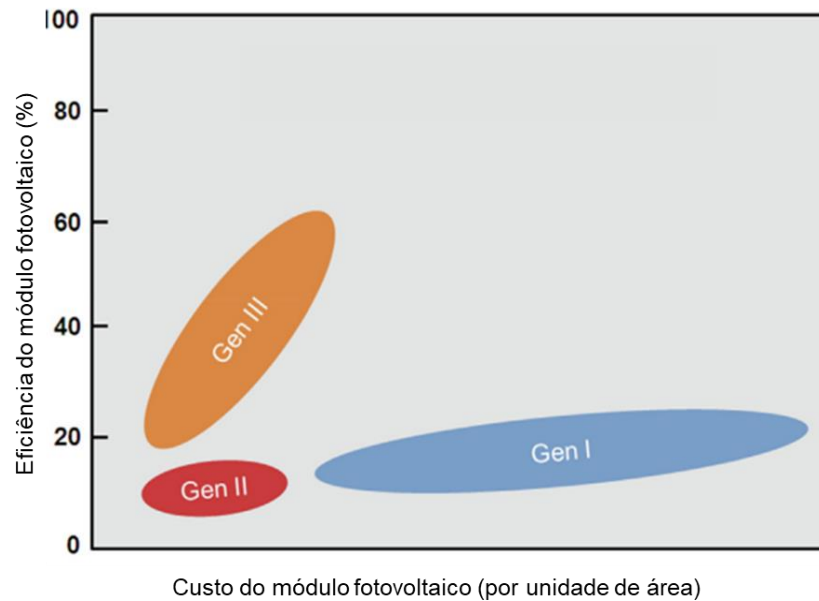 Eficiência do módulo fotovoltaico (%)
100
80
60
40
20
0
Gen III
Gen II
Gen I
Custo do módulo fotovoltaico (por unidade de área)